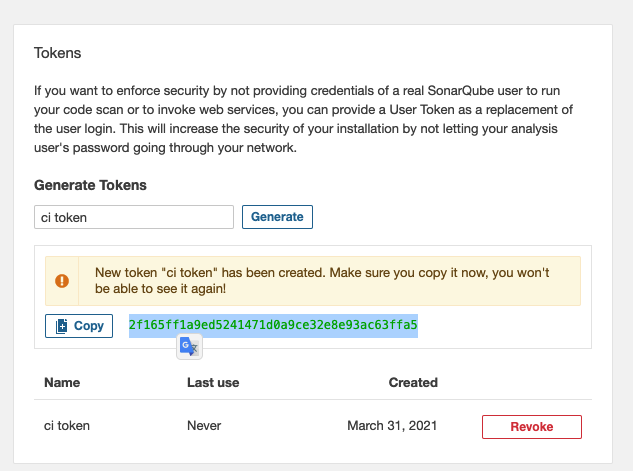 Tokens
If you want to enforce security by not providing credentials of a real SonarQube user to run
your code scan or to invoke web services, you can provide a User Token as a replacement of
the user login. This will increase the security of your installation by not letting your analysis
user's password going through your network.
Generate Tokens
ci token Generate
New token "ci token" has been created. Make sure you copy it now, you won't
be able to see it again!
Copy 2f165ff1a9ed5241471d0a9ce32e8e93ac63ffa5
Name Last use Created
ci token Never March 31, 2021 Revoke